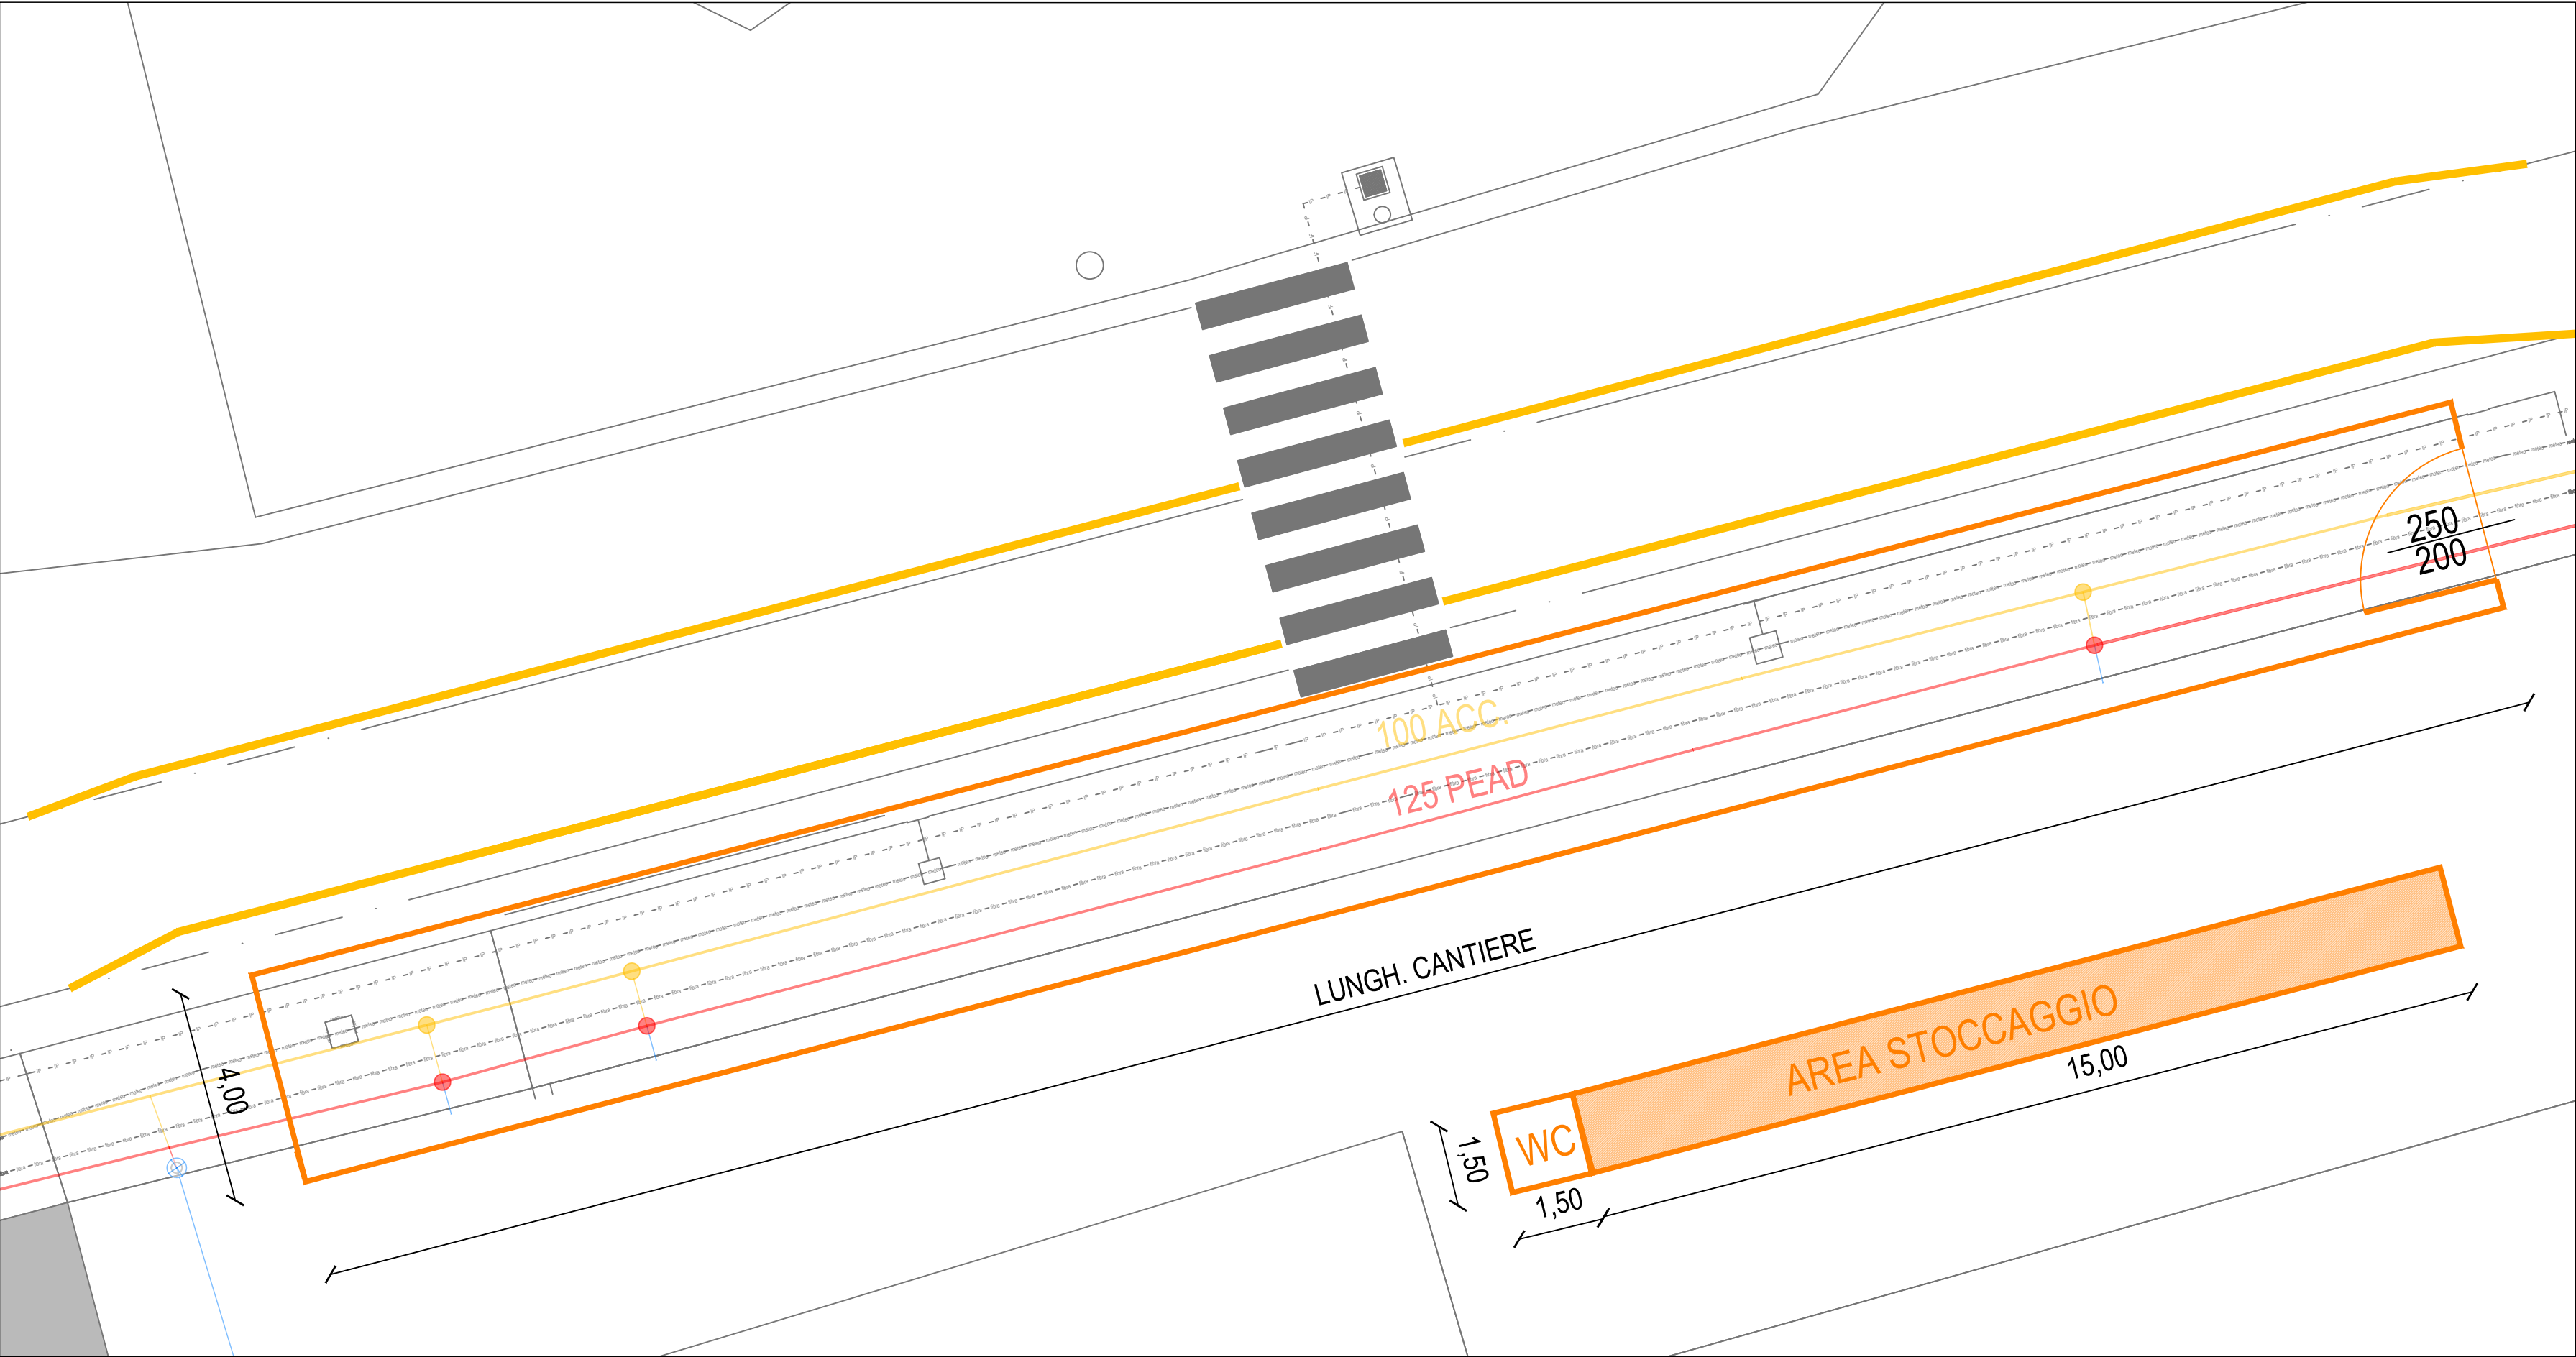 250
200
100 ACC.
125 PEAD
LUNGH. CANTIERE
4,00
AREA STOCCAGGIO
15,00
WC
1,50
1,50